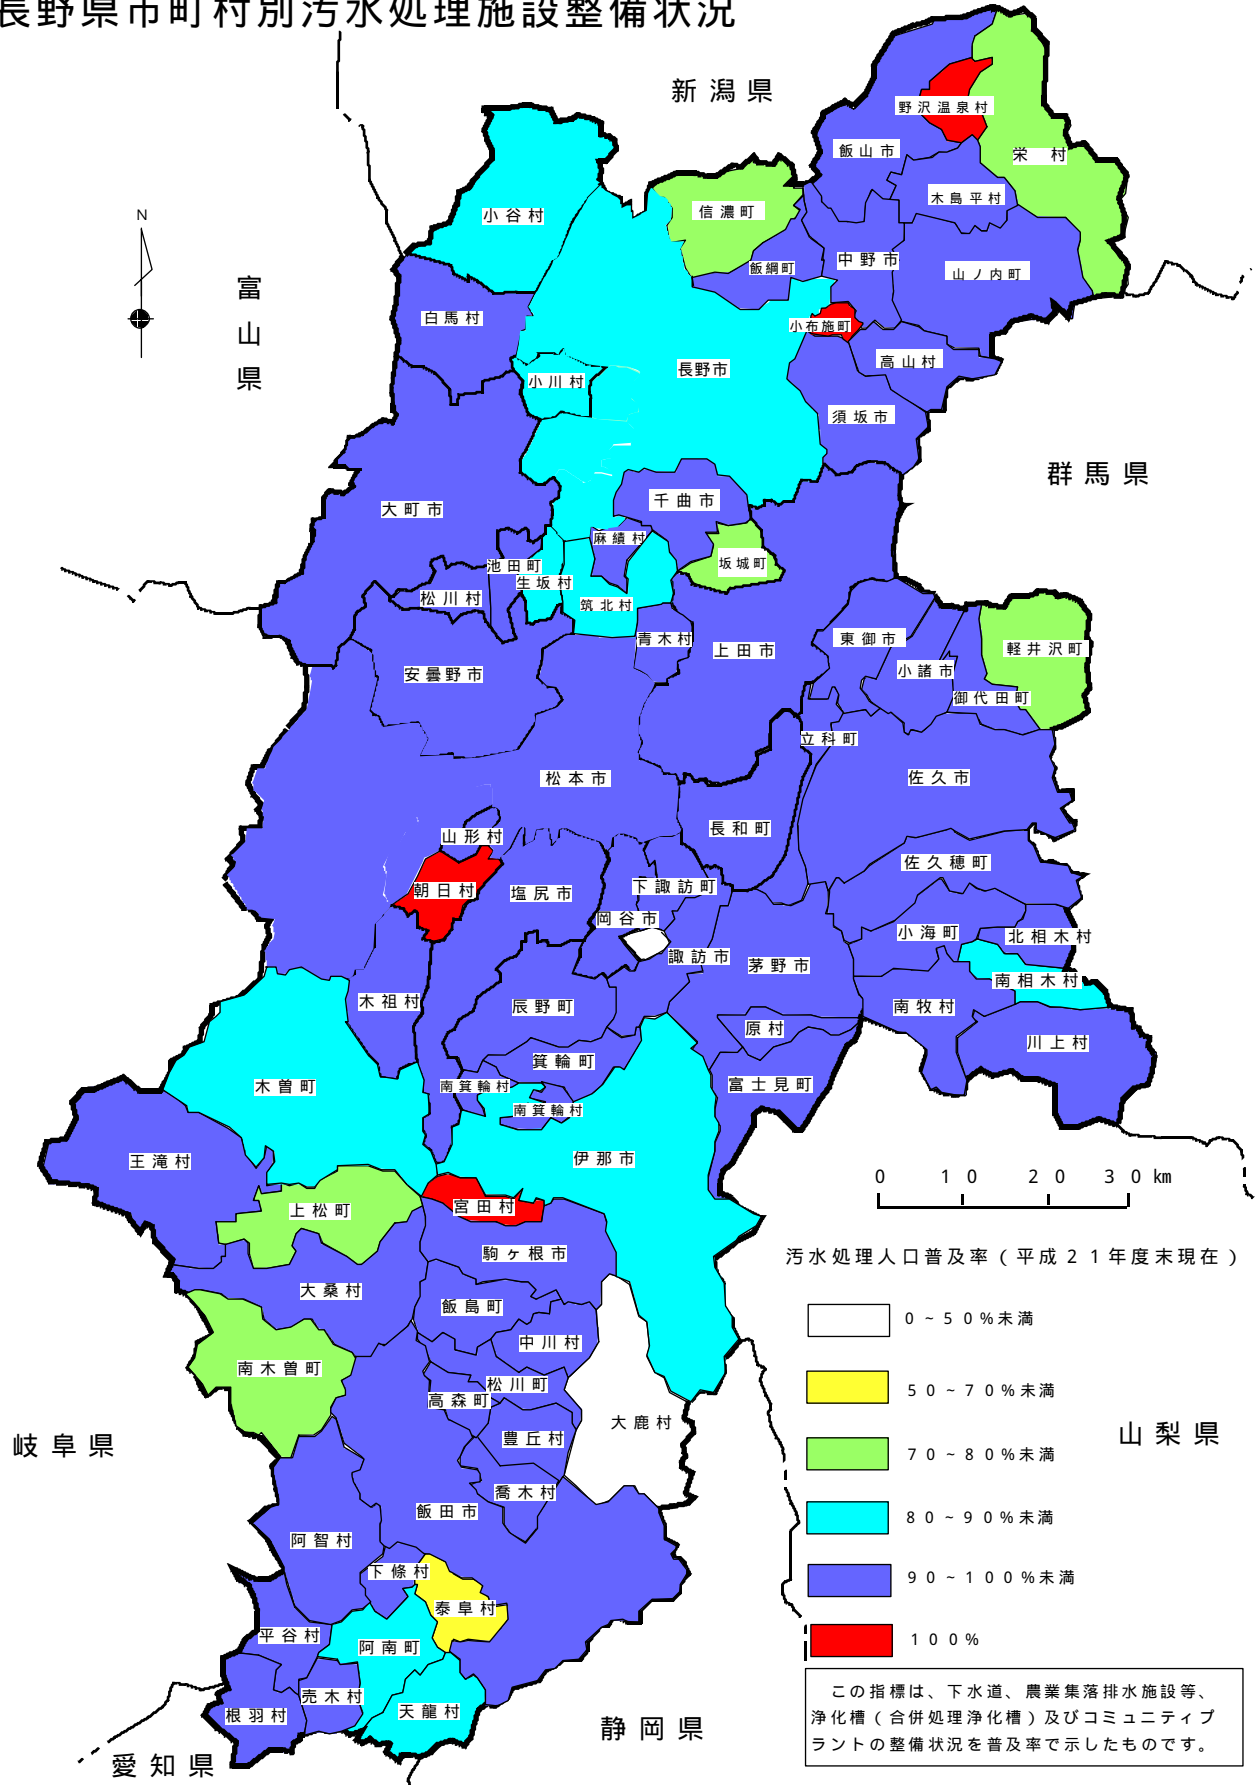 長野県市町村別汚水処理施設整備状況
新潟県
富山県
N
野沢温泉村
飯山市
栄村
木島平村
小谷村
信濃町
飯綱町
中野市
山ノ内町
白馬村
小布施町
高山村
長野市
小川村
須坂市
群馬県
千曲市
大町市
麻績村
坂城町
池田町
生坂村
松川村
筑北村
青木村
上田市
東御市
小諸市
軽井沢町
御代田町
安曇野市
立科町
松本市
佐久市
長和町
山形村
佐久穂町
朝日村
塩尻市
下諏訪町
岡谷市
小海町
北相木村
諏訪市
茅野市
南相木村
木祖村
辰野町
南牧村
原村
川上村
箕輪町
木曽町
南箕輪村
富士見町
南箕輪村
王滝村
伊那市
0 10 20 30km
宮田村
上松町
駒ヶ根市
大桑村
飯島町
中川村
南木曽町
松川町
高森町
大鹿村
豊丘村
岐阜県
山梨県
喬木村
飯田市
阿智村
下條村
泰阜村
平谷村
阿南町
売木村
根羽村
天龍村
静岡県
愛知県
汚水処理人口普及率(平成21年度末現在)
0~50%未満
50~70%未満
70~80%未満
80~90%未満
90~100%未満
100%
この指標は、下水道、農業集落排水施設等、
浄化槽(合併処理浄化槽)及びコミュニティプ
ラントの整備状況を普及率で示したものです。